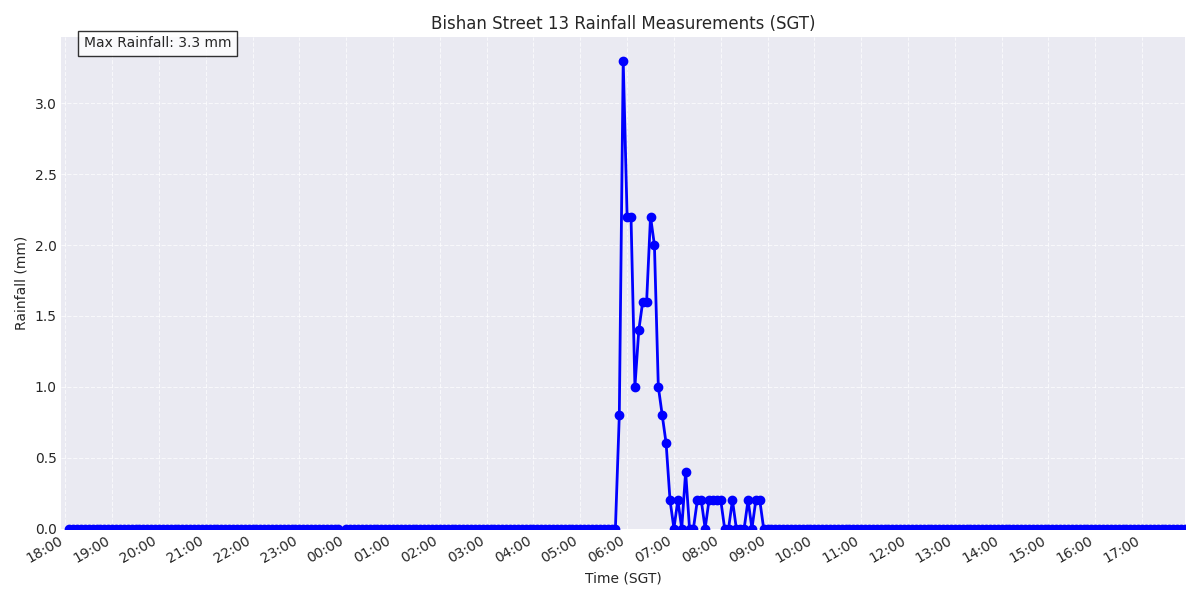 Bishan Street 13 Rainfall Measurements (SGT)
Max Rainfall: 3.3 mm
Rainfall (mm)
3.0
2.5
2.0
1.5
1.0
0.5
0.0
18:00 19:00 20:00 21:00 22:00 23:00 00:00 01:00 02:00 03:00 04:00 05:00 06:00 07:00 08:00 09:00 10:00 11:00 12:00 13:00 14:00 15:00 16:00 17:00
Time (SGT)